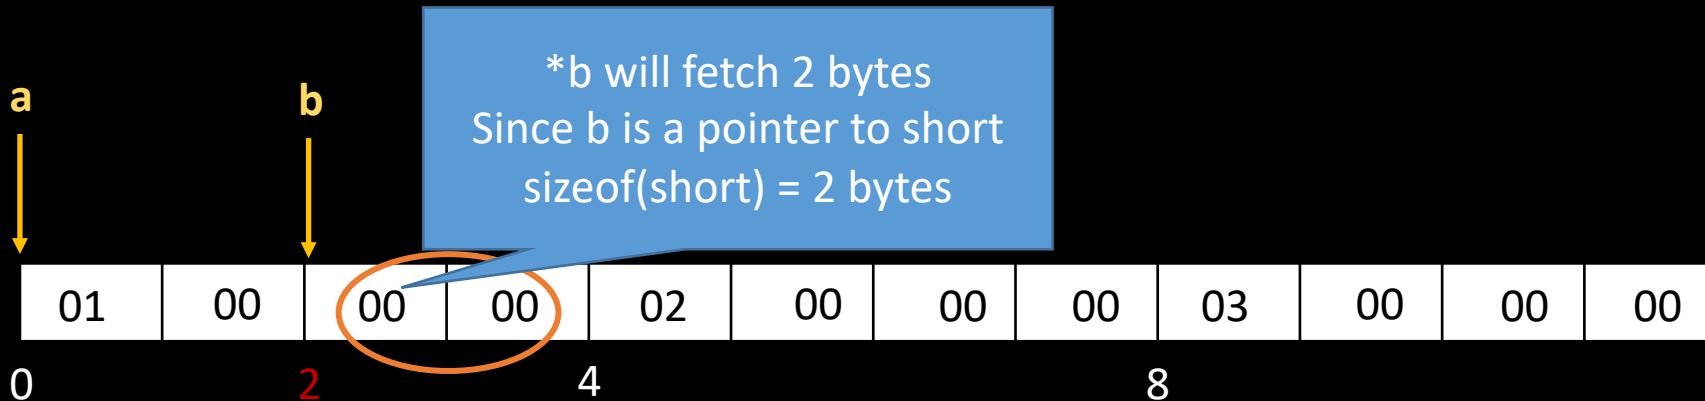 *b will fetch 2 bytes
Since b is a pointer to short
sizeof(short) = 2 bytes
a b
01 00 00 00 02 00 00 00 03 00 00 00
0 2 4 8